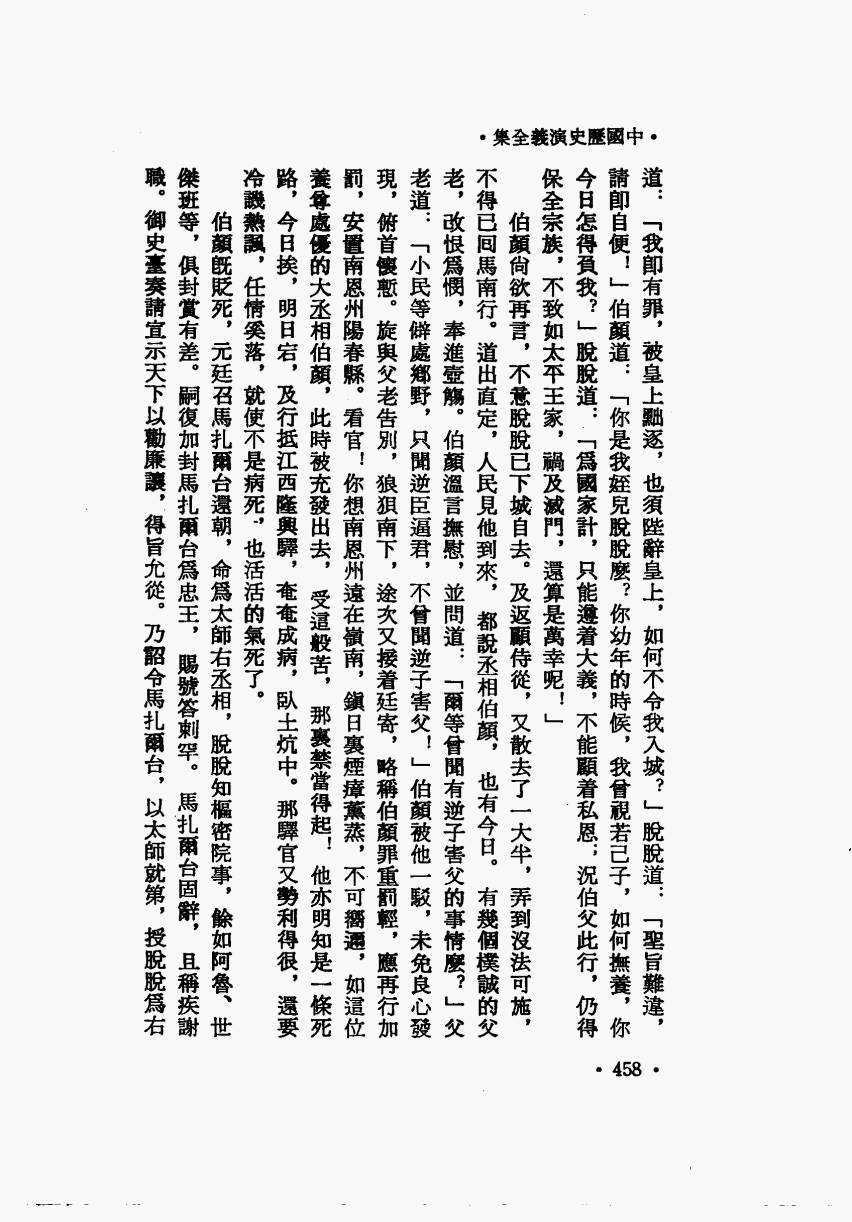 ·中國歷史演義全集·
道：「我卽有罪，被皇上黜逐，也須陛辭皇上，如何不令我入城？」脫脫道：「聖旨難違，
請卽自便！」伯顏道：「你是我姪兒脫脫麼？你幼年的時候，我曾視若己子，如何撫養，你
今日怎得負我？」脫脫道：「爲國家計，只能遵着大義，不能顧着私恩；況伯父此行，仍得
保全宗族，不致如太平王家，禍及滅門，還算是萬幸呢！」
伯顏尙欲再言，不意脫脫已下城自去。及返顧侍從，又散去了一大半，弄到沒法可施，
不得已囘馬南行。道出直定，人民見他到來，都說丞相伯顏，也有今日。有幾個樸誠的父
老，改恨爲憫，奉進壺觴。伯顏溫言撫慰，並問道：「爾等曾聞有逆子害父的事情麼？」父
老道：「小民等僻處鄉野，只聞逆臣逼君，不曾聞逆子害父！」伯顏被他一駁，未免良心發
現，俯首懷慙。旋與父老告別，狼狽南下，途次又接着廷寄，略稱伯顏罪重罰輕，應再行加
罰，安置南恩州陽春縣。看官！你想南恩州遠在嶺南，鎭日裏煙瘴薰蒸，不可嚮邇，如這位
養尊處優的大丞相伯顏，此時被充發出去，受這般苦，那裏禁當得起！他亦明知是一條死
路，今日挨，明日宕，及行抵江西隆興驛，奄奄成病，臥土炕中。那驛官又勢利得很，還要
冷譏熱諷，任情奚落，就使不是病死，也活活的氣死了。
伯顏旣貶死，元廷召馬扎爾台還朝，命爲太師右丞相，脫脫知樞密院事，餘如阿魯、世
傑班等，俱封賞有差。嗣復加封馬扎爾台爲忠王，賜號答剌罕。馬扎爾台固辭，且稱疾謝
職。御史臺奏請宣示天下以勸廉讓，得旨允從。乃詔令馬扎爾台，以太師就第，授脫脫爲右
·458·